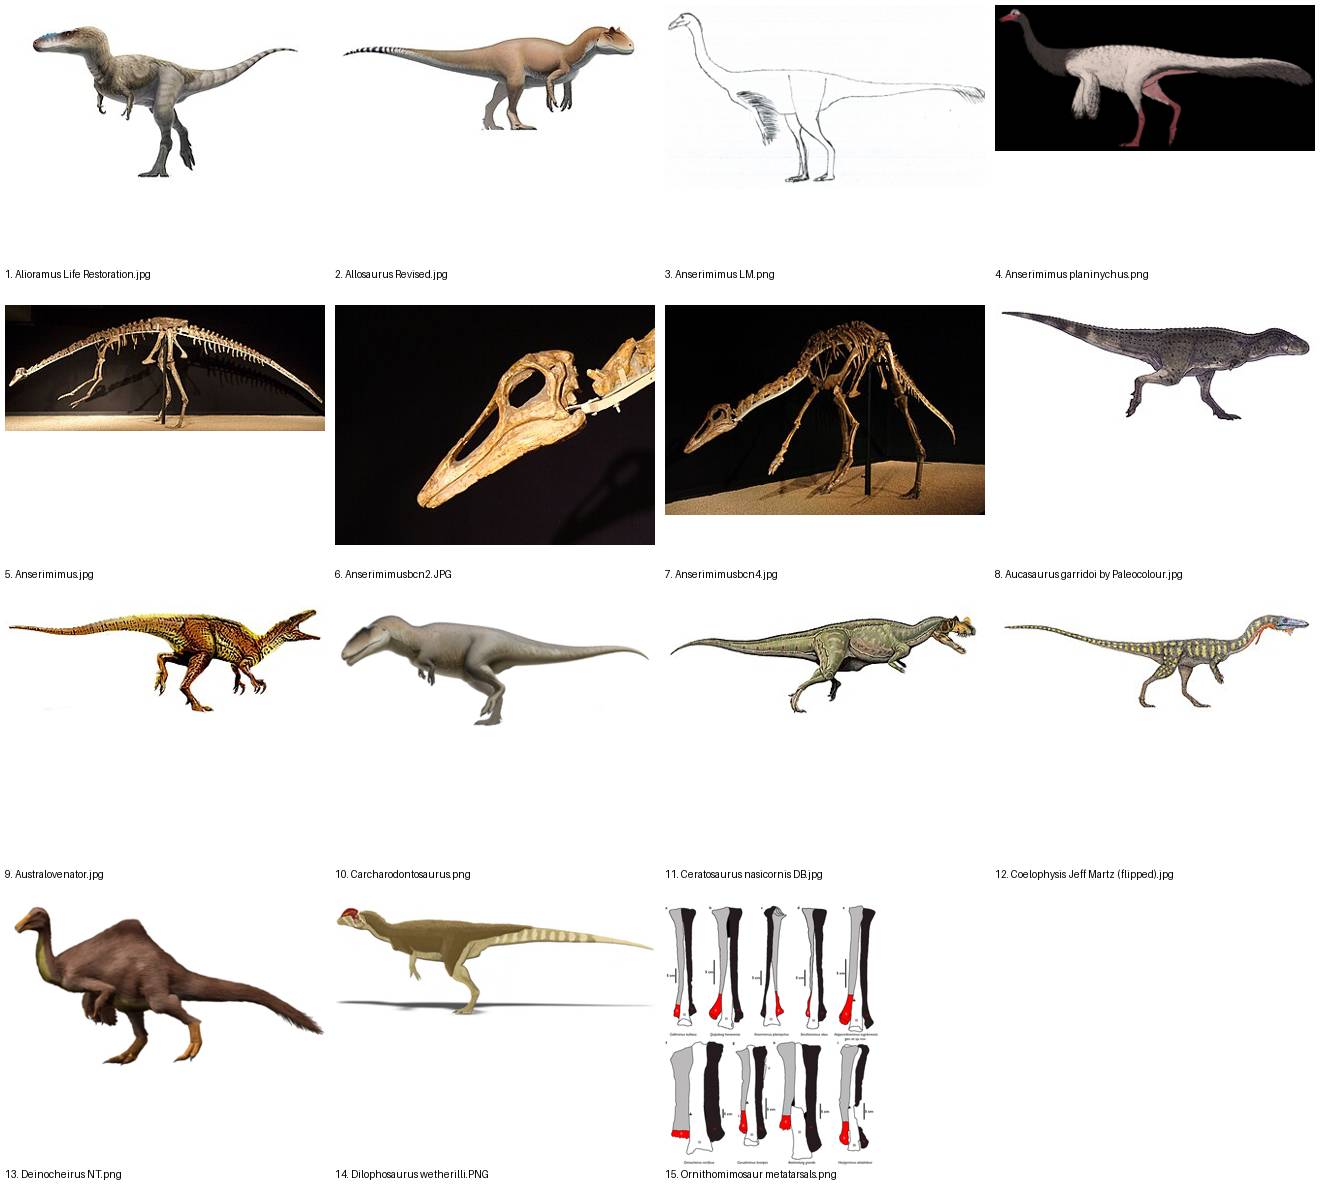 1. Alioramus Life Restoration.jpg
2. Allosaurus Revised.jpg
3. Anserimimus LM.png
4. Anserimimus planinychus.png
5. Anserimimus.jpg
6. Anserimimusbcn2.JPG
7. Anserimimusbcn4.jpg
8. Aucasaurus garridoi by Paleocolour.jpg
9. Australovenator.jpg
10. Carcharodontosaurus.png
11. Ceratosaurus nasicornis DB.jpg
12. Coelophysis Jeff Martz (flipped).jpg
13. Deinocheirus NT.png
14. Dilophosaurus wetherilli.PNG
15. Ornithomimosaur metatarsals.png